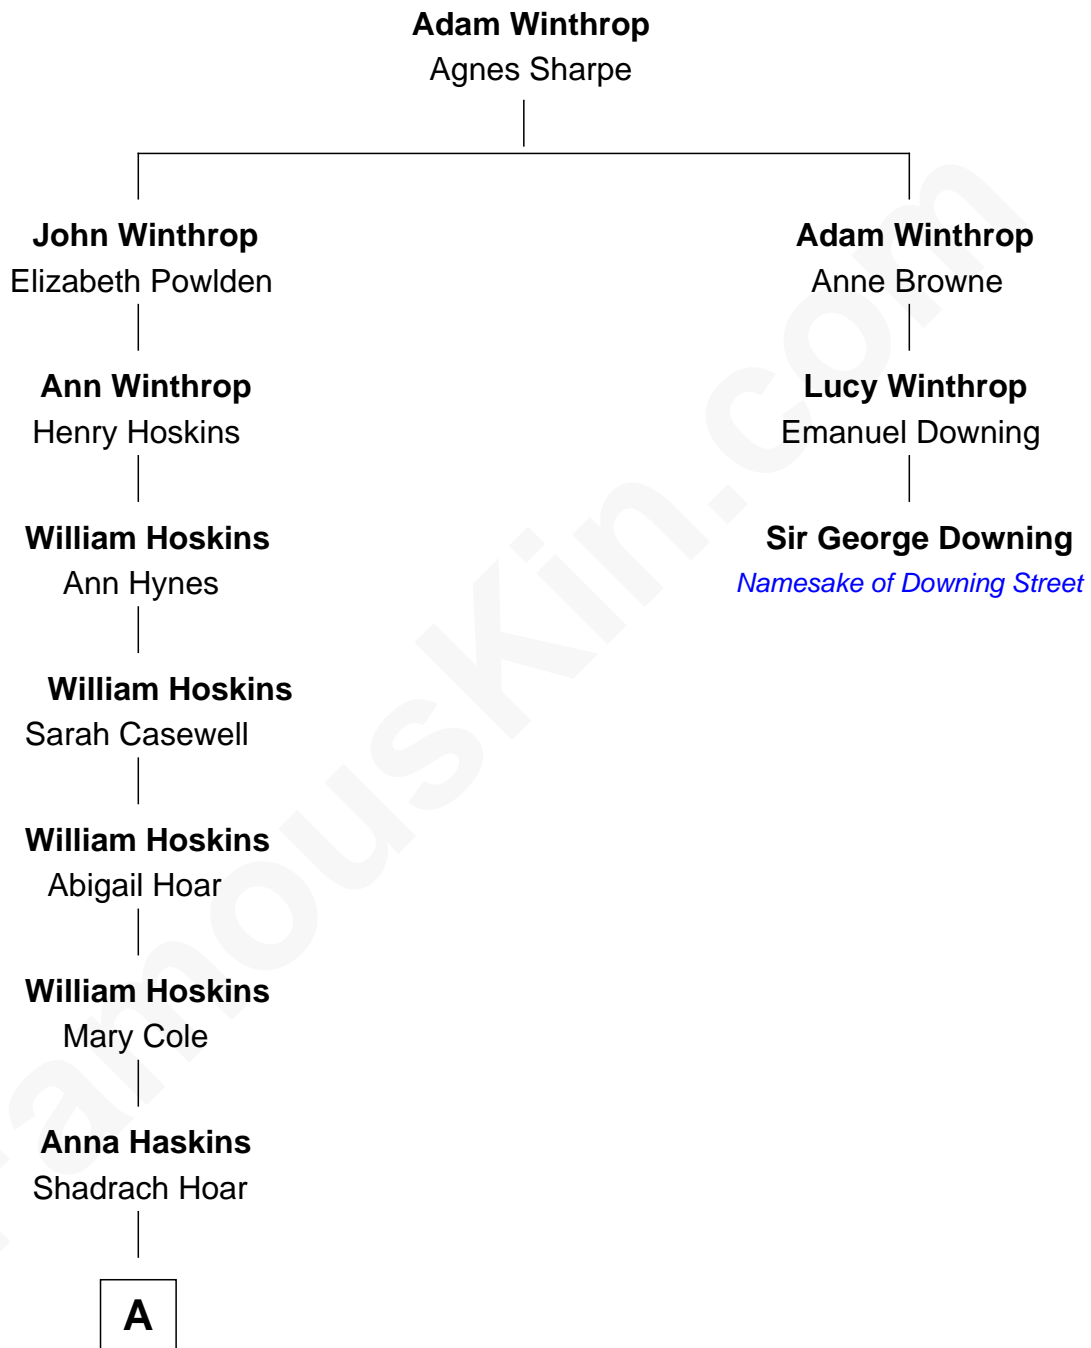 Adam Winthrop
Agnes Sharpe
John Winthrop
Elizabeth Powlden
Adam Winthrop
Anne Browne
Ann Winthrop
Henry Hoskins
Lucy Winthrop
Emanuel Downing
William Hoskins
Ann Hynes
Sir George Downing
Namesake of Downing Street
William Hoskins
Sarah Casewell
William Hoskins
Abigail Hoar
William Hoskins
Mary Cole
Anna Haskins
Shadrach Hoar
A
FamousKin.com